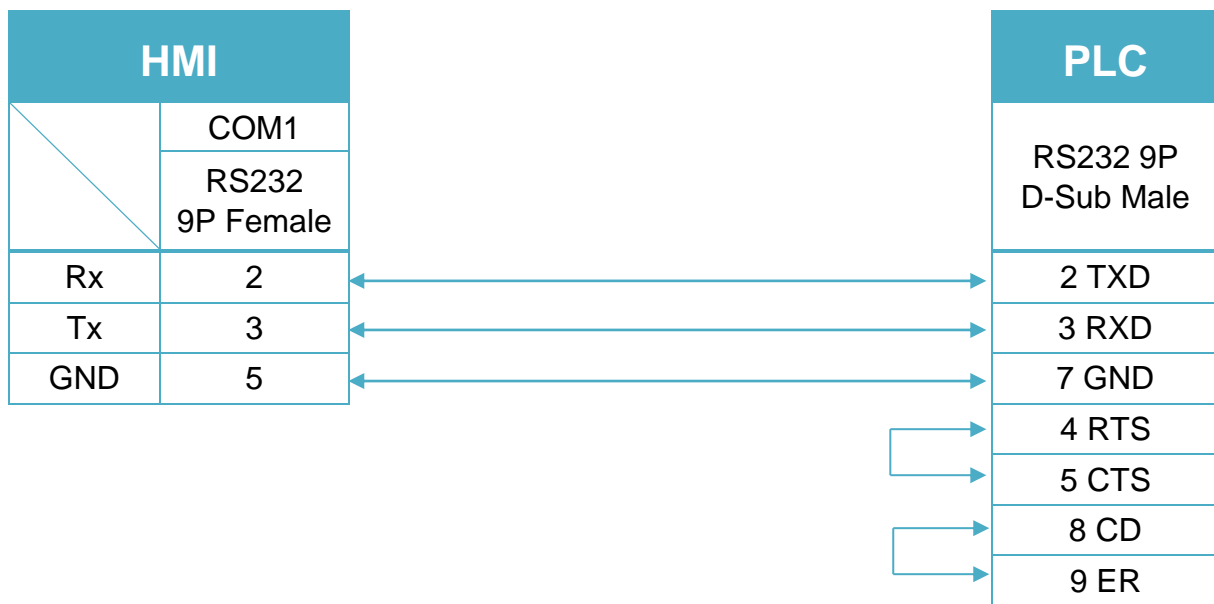 HMI
PLC
COM1
RS232
9P Female
RS232 9P
D-Sub Male
Rx 2 2 TXD
Tx 3 3 RXD
GND 5 7 GND
4 RTS
5 CTS
8 CD
9 ER